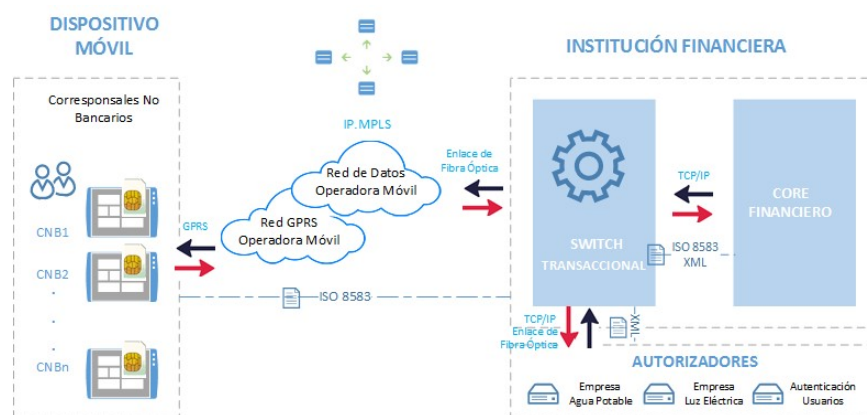 DISPOSITIVO
MÓVIL
Corresponsales No
Bancarios
CNB1
CNB2
.
.
.
CNBn
GPRS
IP.MPLS
Red de Datos
Operadora Móvil
Red GPRS
Operadora Móvil
Enlace de
Fibra Óptica
ISO 8583
INSTITUCIÓN FINANCIERA
SWITCH
TRANSACCIONAL
TCP/IP
ISO 8583
XML
CORE
FINANCIERO
TCP/IP
Enlace de
Fibra Óptica
XML
AUTORIZADORES
Empresa
Agua Potable
Empresa
Luz Eléctrica
Autenticación
Usuarios